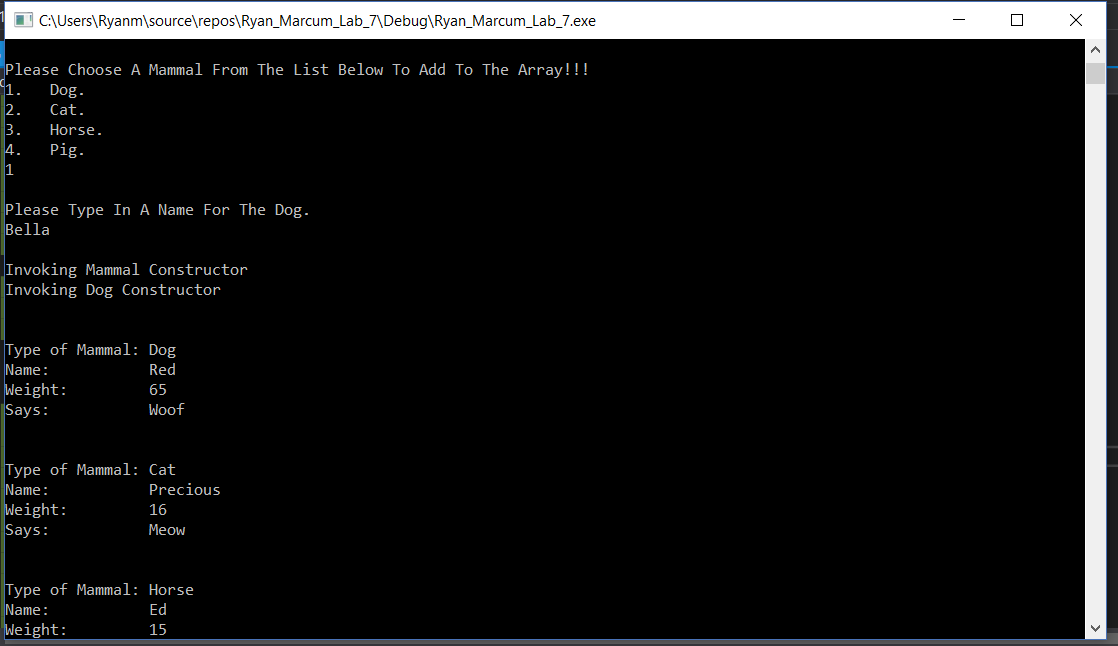 C:\Users\Ryanm\source\repos\Ryan_Marcum_Lab_7\Debug\Ryan_Marcum_Lab_7.exe
Please Choose A Mammal From The List Below To Add To The Array!!!
1. Dog.
2. Cat.
3. Horse.
4. Pig.
1
Please Type In A Name For The Dog.
Bella
Invoking Mammal Constructor
Invoking Dog Constructor
Type of Mammal: Dog
Name: Red
Weight: 65
Says: Woof
Type of Mammal: Cat
Name: Precious
Weight: 16
Says: Meow
Type of Mammal: Horse
Name: Ed
Weight: 15